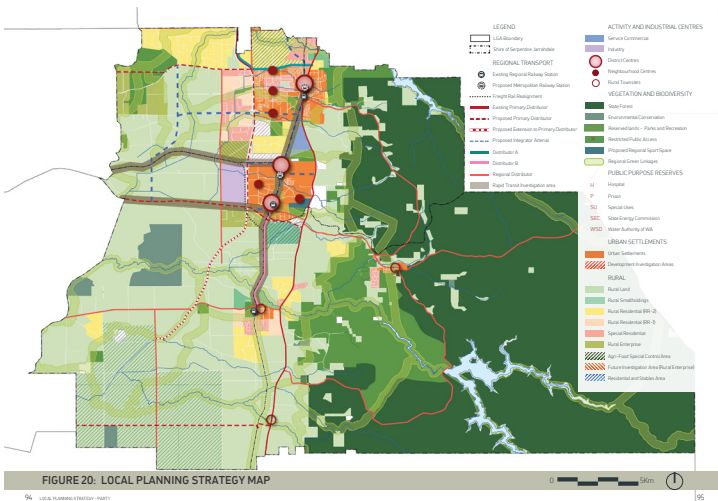 LEGEND
LGA Boundary
Shire of Serpentine Jarrahdale
REGIONAL TRANSPORT
Existing Regional Railway Station
Proposed Metropolitan Railway Station
Freight Rail Realignment
Existing Primary Distributor
Proposed Primary Distributor
Proposed Extension to Primary Distributor
Proposed Integrator Arterial
Distributor A
Distributor B
Regional Distributor
Rapid Transit Investigation area
ACTIVITY AND INDUSTRIAL CENTRES
Service Commercial
Industry
District Centres
Neighbourhood Centres
Rural Townsites
VEGETATION AND BIODIVERSITY
State Forest
Environmental Conservation
Reserved lands - Parks and Recreation
Restricted Public Access
Proposed Regional Sport Space
Regional Green Linkages
PUBLIC PURPOSE RESERVES
H Hospital
P Prison
SU Special Uses
SEC State Energy Commission
WSD Water Authority of WA
URBAN SETTLEMENTS
Urban Settlements
Development Investigation Areas
RURAL
Rural Land
Rural Smallholdings
Rural Residential (RR-2)
Rural Residential (RR-1)
Special Residential
Rural Enterprise
Agri-Food Special Control Area
Future Investigation Area (Rural Enterprise)
Residential and Stables Area
FIGURE 20: LOCAL PLANNING STRATEGY MAP
0 5Km
94 LOCAL PLANNING STRATEGY - PART 1
95